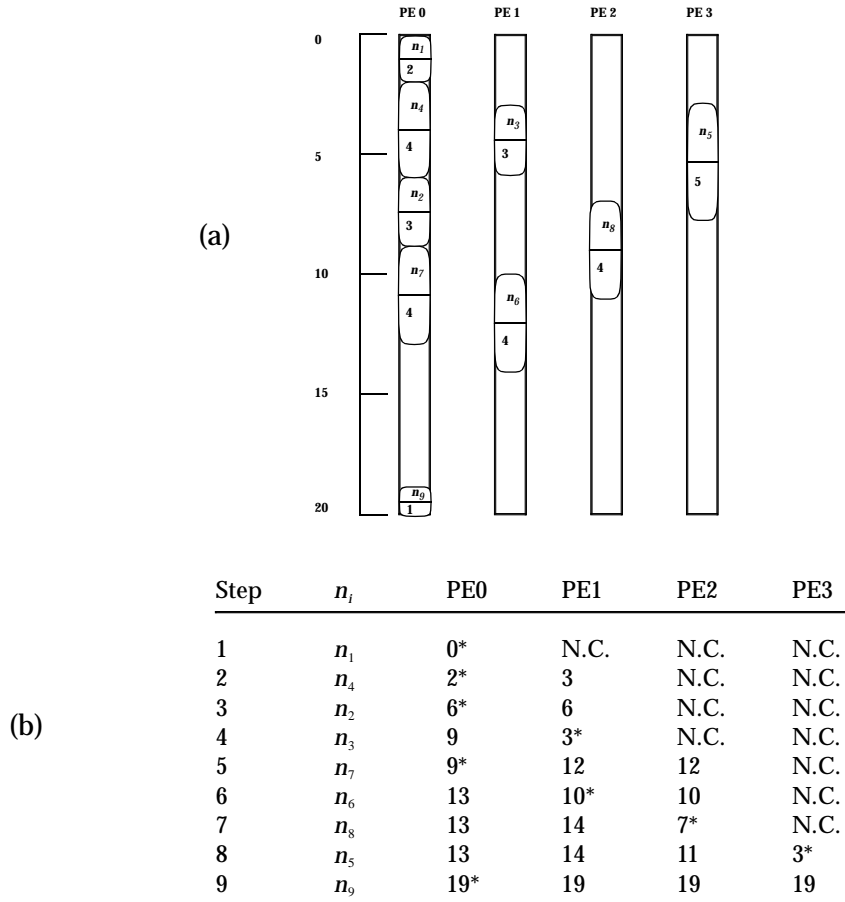 PE 0 PE 1 PE 2 PE 3
0
n₁
2
n₄
n₃
n₅
4
3
5
5
n₂
3
n₈
(a)
n₇
4
10
n₆
4
4
15
n₉
20
1
Step nᵢ PE0 PE1 PE2 PE3
1 n₁ 0* N.C. N.C. N.C.
2 n₄ 2* 3 N.C. N.C.
3 n₂ 6* 6 N.C. N.C.
(b)
4 n₃ 9 3* N.C. N.C.
5 n₇ 9* 12 12 N.C.
6 n₆ 13 10* 10 N.C.
7 n₈ 13 14 7* N.C.
8 n₅ 13 14 11 3*
9 n₉ 19* 19 19 19